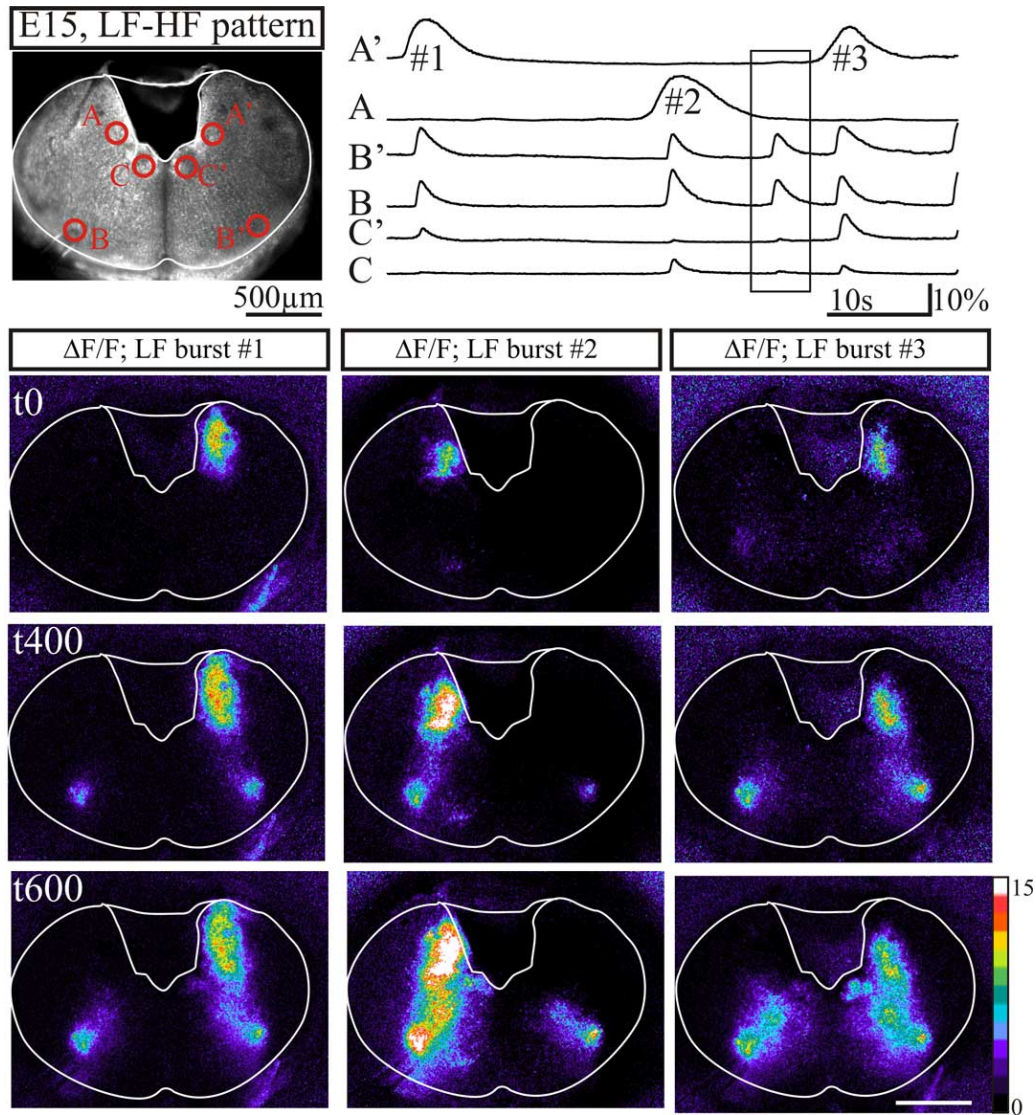 E15, LF-HF pattern
A
A'
C
C''
B
B'
500µm
A'
#1
#3
A
#2
B'
B
C'
C
10s
10%
ΔF/F; LF burst #1
ΔF/F; LF burst #2
ΔF/F; LF burst #3
t0
t400
t600
15
0